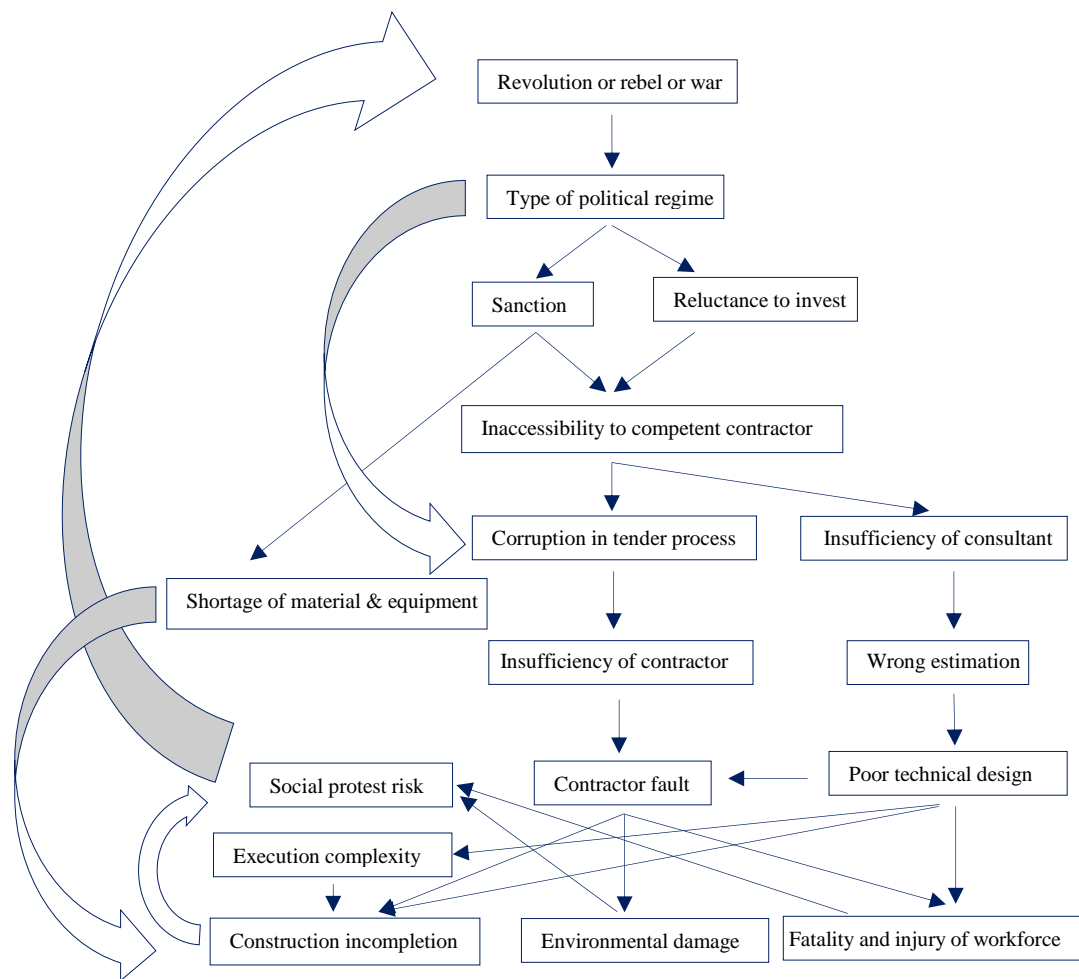 Revolution or rebel or war
Type of political regime
Sanction
Reluctance to invest
Inaccessibility to competent contractor
Corruption in tender process
Insufficiency of consultant
Shortage of material & equipment
Insufficiency of contractor
Wrong estimation
Social protest risk
Contractor fault
Poor technical design
Execution complexity
Construction incompletion
Environmental damage
Fatality and injury of workforce